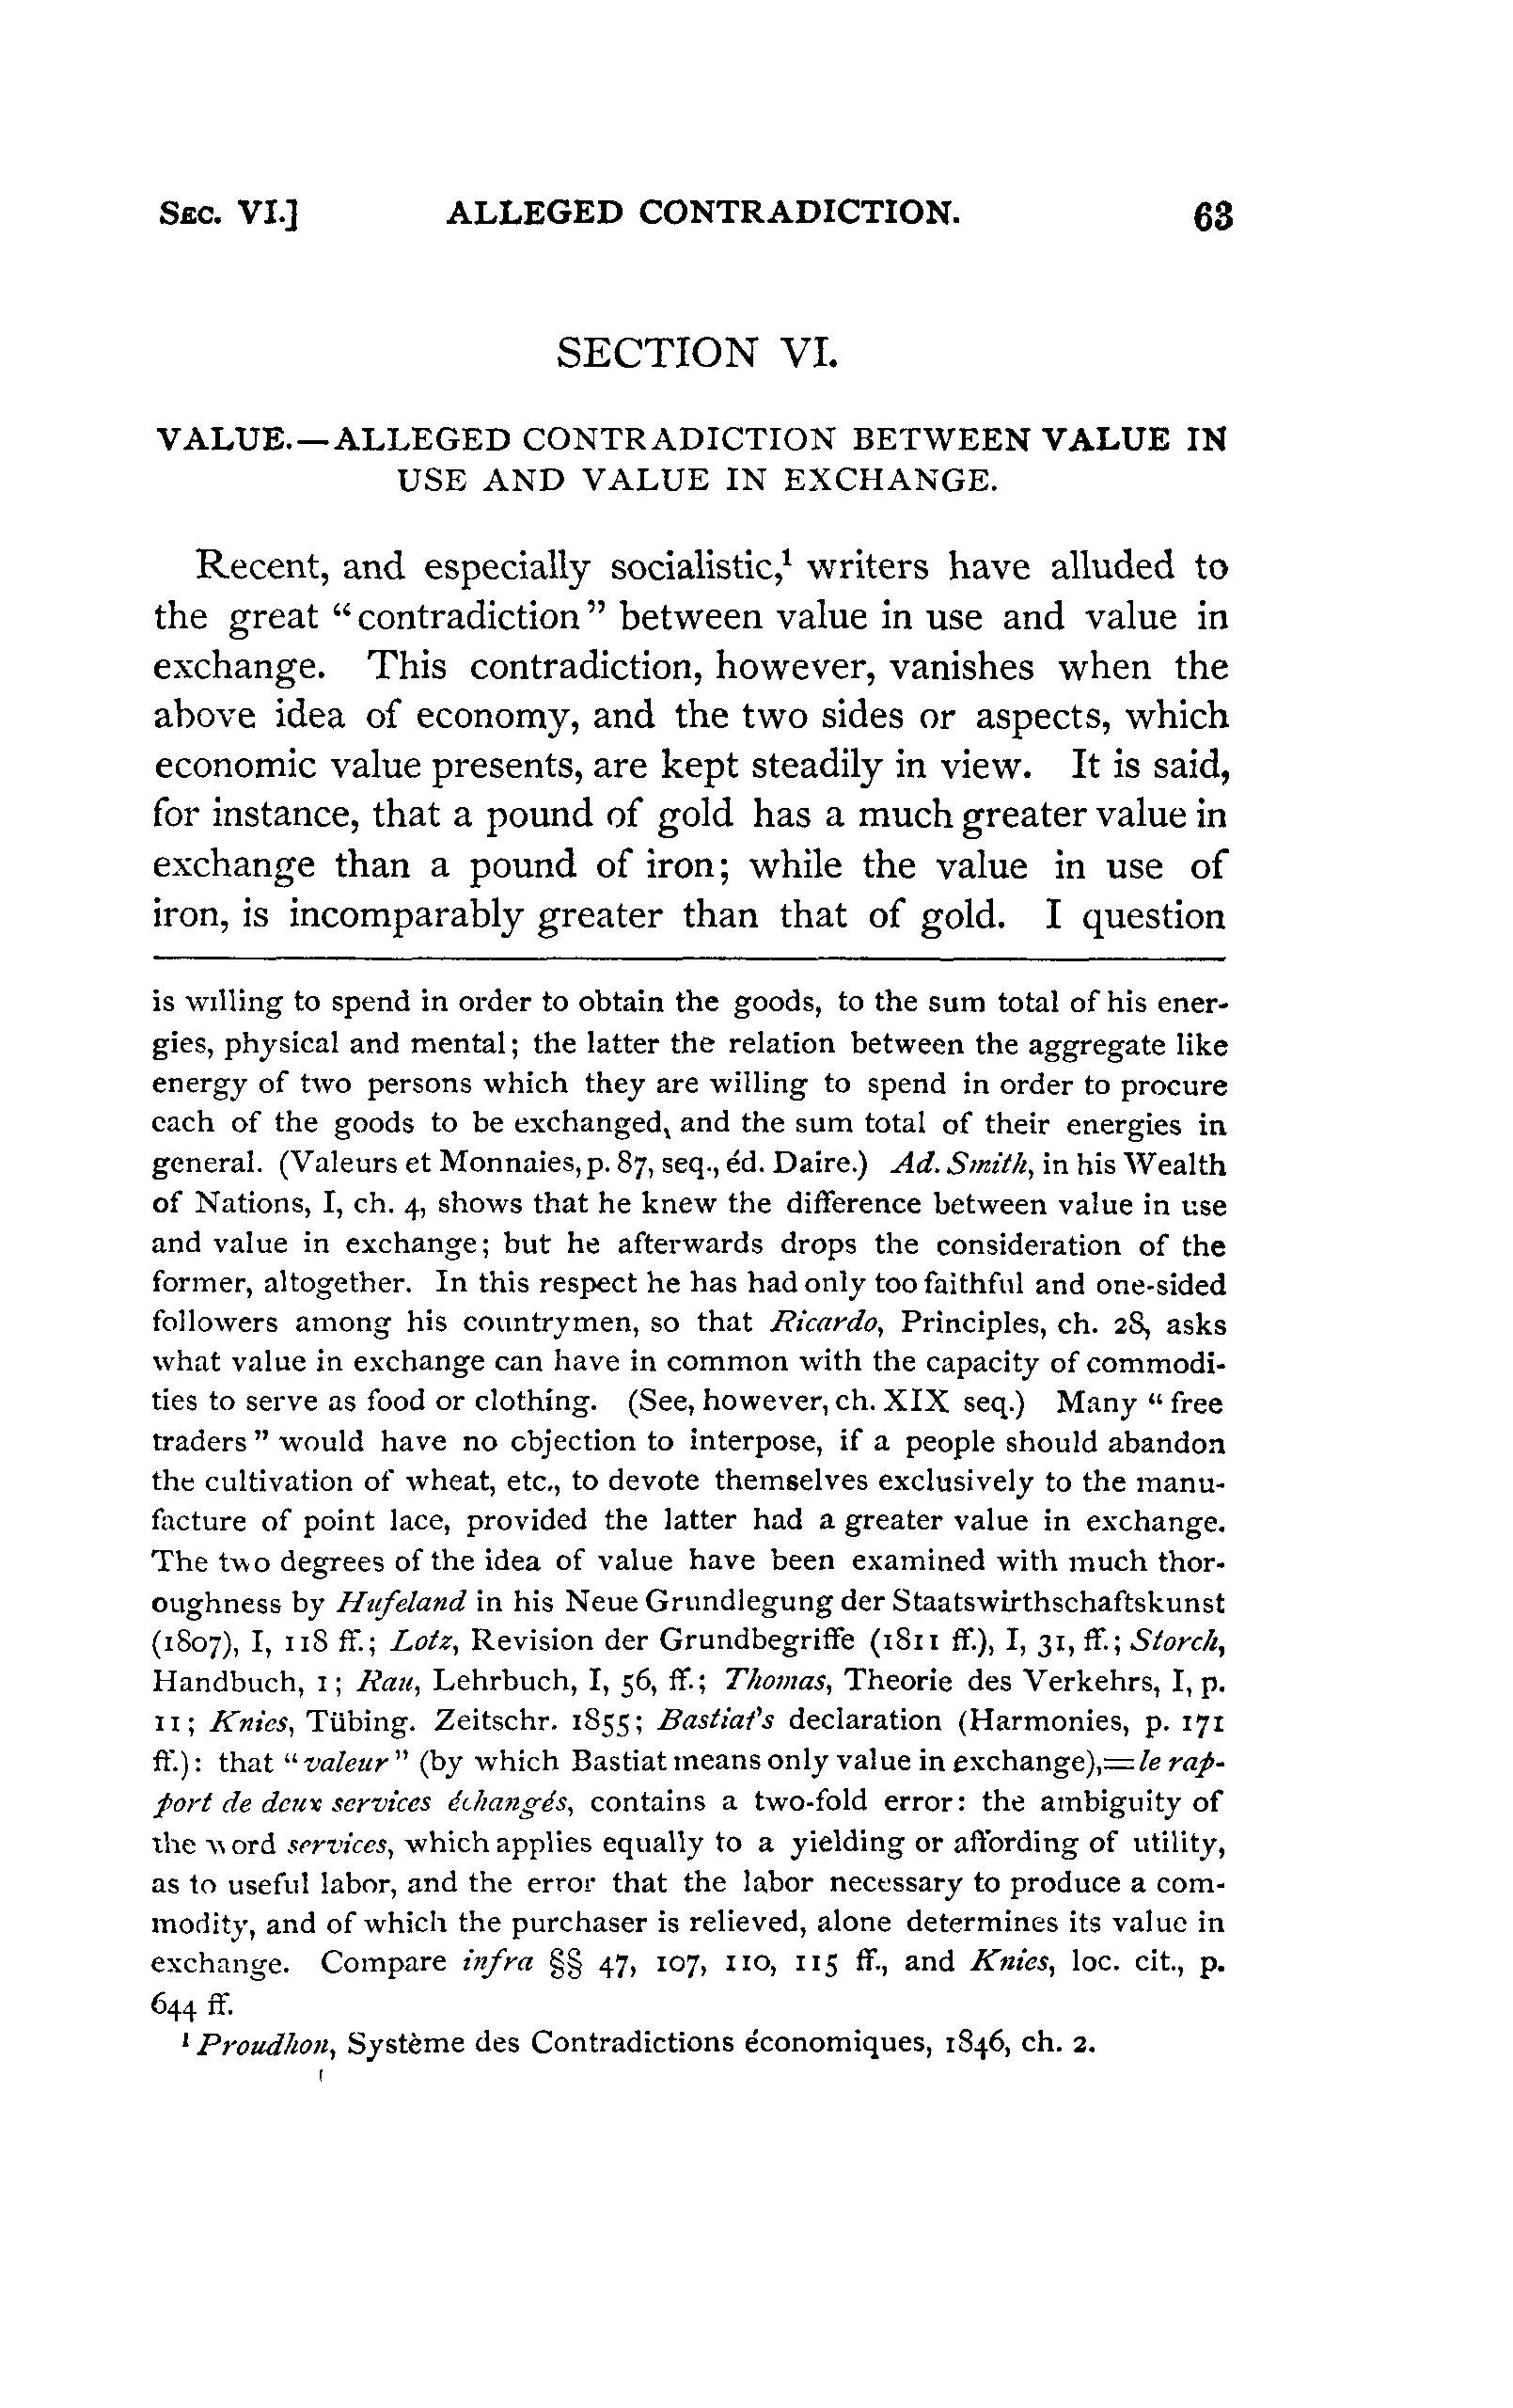 SEC. VI.] ALLEGED CONTRADICTION. 63
SECTION VI.
VALUE.—ALLEGED CONTRADICTION BETWEEN VALUE IN
USE AND VALUE IN EXCHANGE.
Recent, and especially socialistic,¹ writers have alluded to
the great “contradiction” between value in use and value in
exchange. This contradiction, however, vanishes when the
above idea of economy, and the two sides or aspects, which
economic value presents, are kept steadily in view. It is said,
for instance, that a pound of gold has a much greater value in
exchange than a pound of iron; while the value in use of
iron, is incomparably greater than that of gold. I question
is willing to spend in order to obtain the goods, to the sum total of his ener-
gies, physical and mental; the latter the relation between the aggregate like
energy of two persons which they are willing to spend in order to procure
each of the goods to be exchanged, and the sum total of their energies in
general. (Valeurs et Monnaies, p. 87, seq., éd. Daire.) Ad. Smith, in his Wealth
of Nations, I, ch. 4, shows that he knew the difference between value in use
and value in exchange; but he afterwards drops the consideration of the
former, altogether. In this respect he has had only too faithful and one-sided
followers among his countrymen, so that Ricardo, Principles, ch. 28, asks
what value in exchange can have in common with the capacity of commodi-
ties to serve as food or clothing. (See, however, ch. XIX seq.) Many “free
traders” would have no objection to interpose, if a people should abandon
the cultivation of wheat, etc., to devote themselves exclusively to the manu-
facture of point lace, provided the latter had a greater value in exchange.
The two degrees of the idea of value have been examined with much thor-
oughness by Hufeland in his Neue Grundlegung der Staatswirthschaftskunst
(1807), I, 118 ff.; Lotz, Revision der Grundbegriffe (1811 ff.), I, 31, ff.; Storch,
Handbuch, 1; Rau, Lehrbuch, I, 56, ff.; Thomas, Theorie des Verkehrs, I, p.
11; Knies, Tübing. Zeitschr. 1855; Bastiat's declaration (Harmonies, p. 171
ff.): that “valeur” (by which Bastiat means only value in exchange),=le rap-
port de deux services échangés, contains a two-fold error: the ambiguity of
the word services, which applies equally to a yielding or affording of utility,
as to useful labor, and the error that the labor necessary to produce a com-
modity, and of which the purchaser is relieved, alone determines its value in
exchange. Compare infra §§ 47, 107, 110, 115 ff., and Knies, loc. cit., p.
644 ff.
¹ Proudhon, Système des Contradictions économiques, 1846, ch. 2.